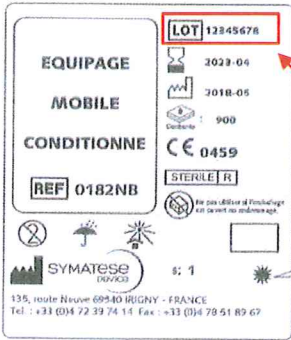 LOT 12345678
EQUIPAGE
MOBILE
CONDITIONNE
REF 0182NB
2023-04
2018-05
: 900
CE 0459
STERILE R
Ne pas utiliser si l'emballage
est ouvert ou endommagé.
2
SYMATESE
DEVICE
S: 1
135, route Neuve 69540 IRIGNY - FRANCE
Tel. : +33 (0)4 72 39 74 14 Fax : +33 (0)4 78 51 89 67